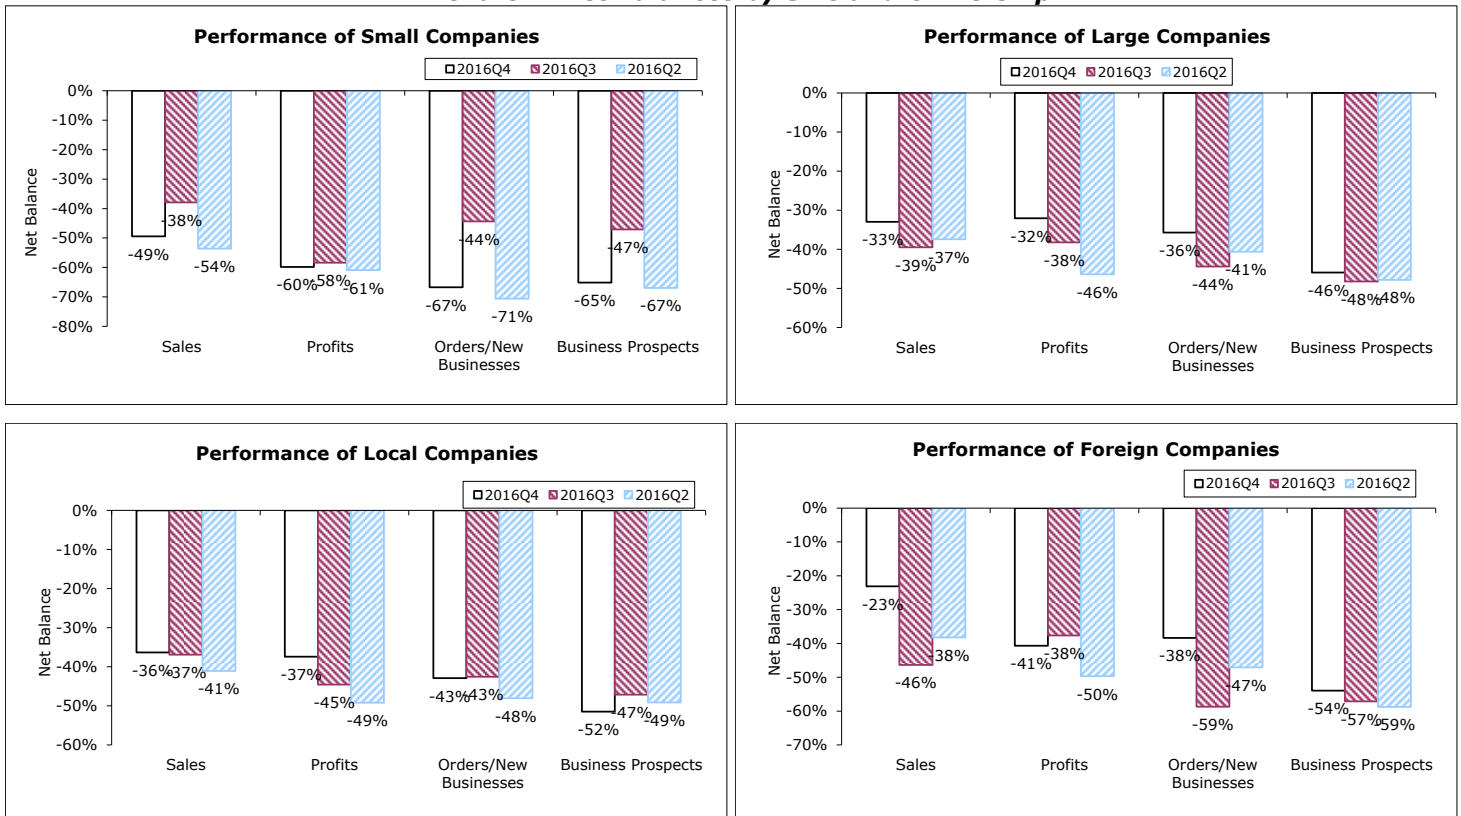 Performance of Small Companies
2016Q4 2016Q3 2016Q2
Net Balance
0%
-10%
-20%
-30%
-40%
-50%
-60%
-70%
-80%
-49%
-38%
-54%
-60%
-58%
-61%
-67%
-44%
-71%
-65%
-47%
-67%
Sales
Profits
Orders/New
Businesses
Business Prospects
Performance of Large Companies
2016Q4 2016Q3 2016Q2
Net Balance
0%
-10%
-20%
-30%
-40%
-50%
-60%
-33%
-39%
-37%
-32%
-38%
-46%
-36%
-44%
-41%
-46%
-48%
-48%
Sales
Profits
Orders/New
Businesses
Business Prospects
Performance of Local Companies
2016Q4 2016Q3 2016Q2
Net Balance
0%
-10%
-20%
-30%
-40%
-50%
-60%
-36%
-37%
-41%
-37%
-45%
-49%
-43%
-43%
-48%
-52%
-47%
-49%
Sales
Profits
Orders/New
Businesses
Business Prospects
Performance of Foreign Companies
2016Q4 2016Q3 2016Q2
Net Balance
0%
-10%
-20%
-30%
-40%
-50%
-60%
-70%
-23%
-46%
-38%
-41%
-38%
-50%
-38%
-59%
-47%
-54%
-57%
-59%
Sales
Profits
Orders/New
Businesses
Business Prospects